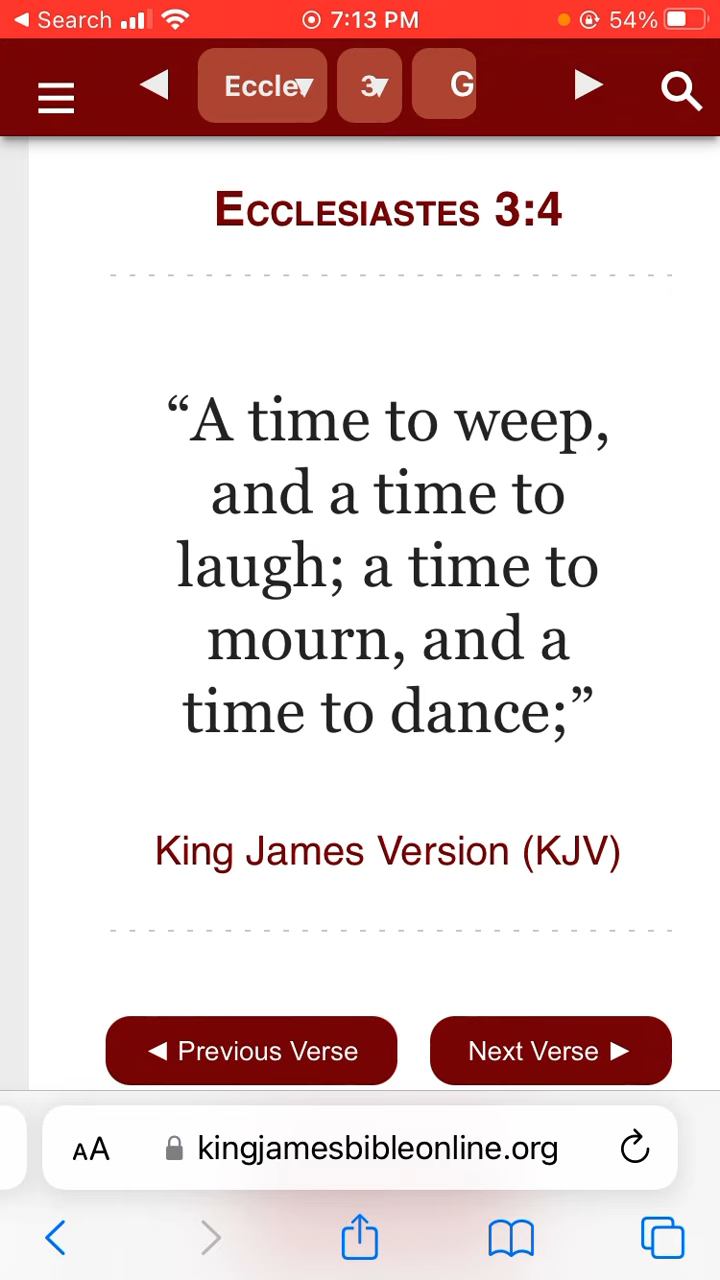 Search 7:13 PM 54%
Eccle 3 G
ECCLESIASTES 3:4
“A time to weep,
and a time to
laugh; a time to
mourn, and a
time to dance;”
King James Version (KJV)
◄ Previous Verse Next Verse ►
AA kingjamesbibleonline.org